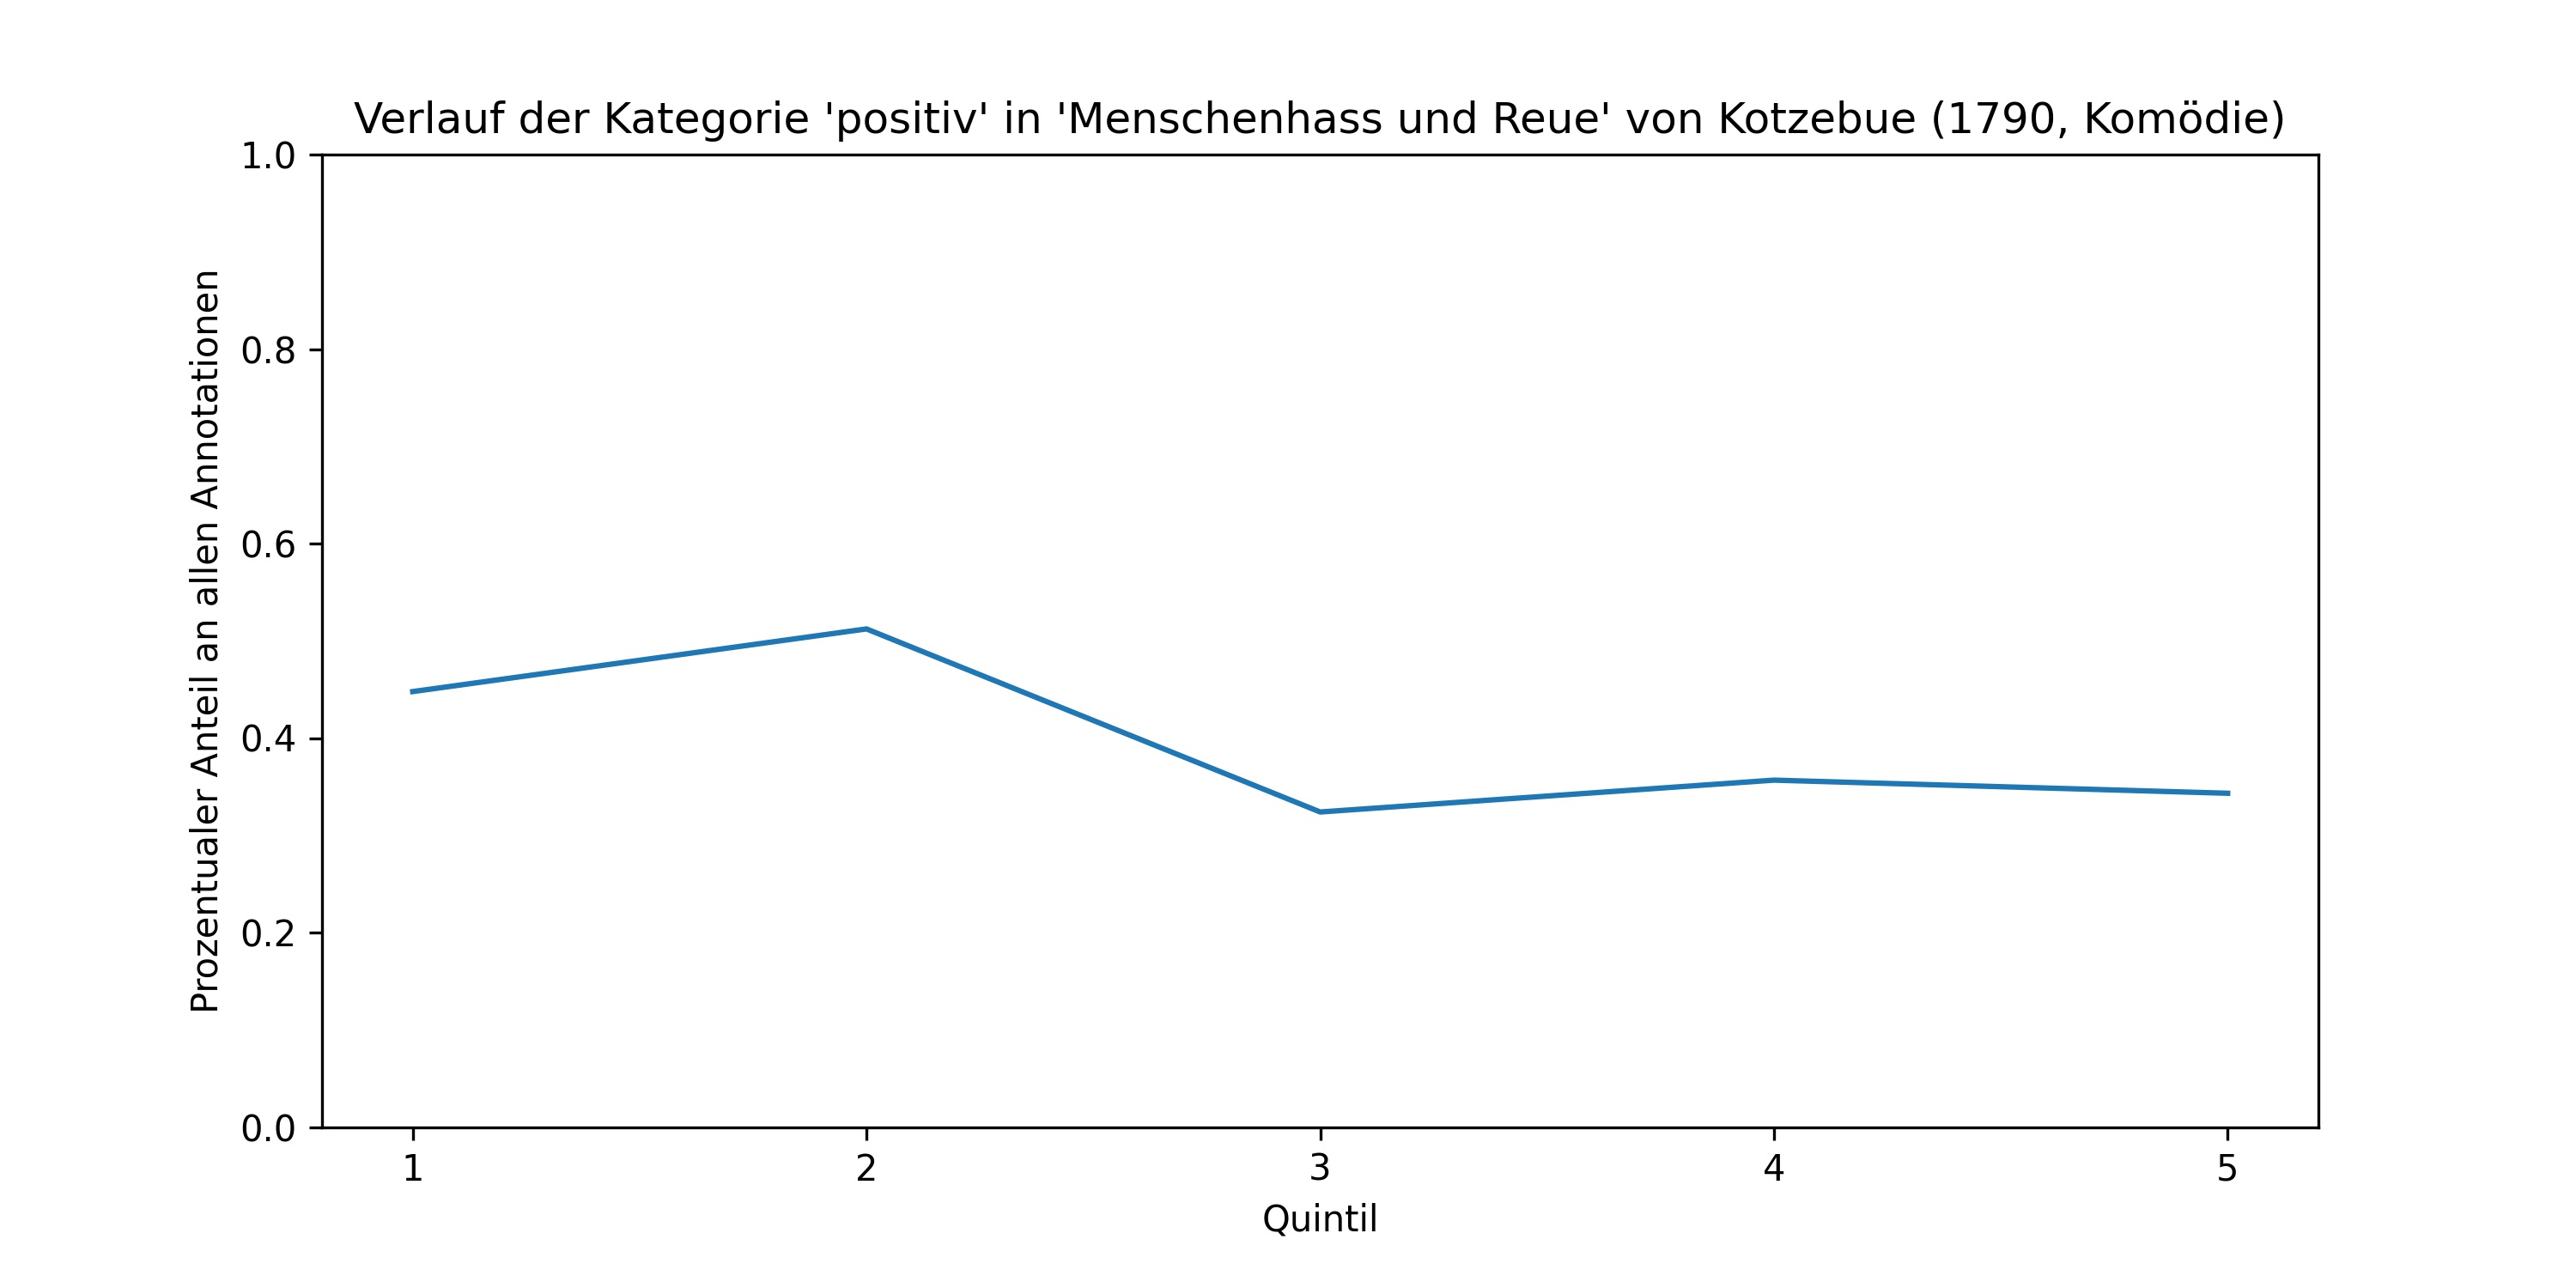 Verlauf der Kategorie 'positiv' in 'Menschenhass und Reue' von Kotzebue (1790, Komödie)
Prozentualer Anteil an allen Annotationen
1.0
0.8
0.6
0.4
0.2
0.0
1 2 3 4 5
Quintil